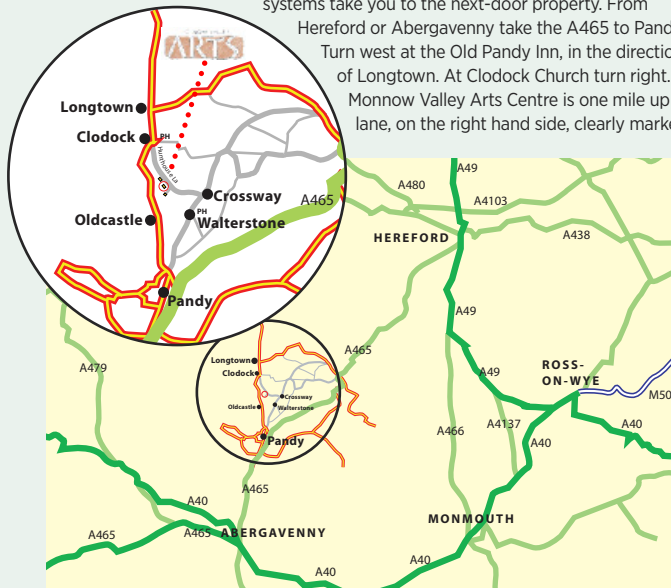 systems take you to the next-door property. From
Hereford or Abergavenny take the A465 to Pand
Turn west at the Old Pandy Inn, in the directio
of Longtown. At Clodock Church turn right.
Monnow Valley Arts Centre is one mile up
lane, on the right hand side, clearly marke
ARTS
Longtown
Clodock
PH
Hunthouse La
Crossway
PH
Walterstone
A465
Oldcastle
Pandy
A49
A480
A4103
HEREFORD
A438
A49
A465
A479
Longtown
Clodock
Crossway
Oldcastle
Walterstone
Pandy
A49
ROSS-
ON-WYE
M50
A466
A4137
A40
A40
A465
A40
MONMOUTH
A465
A465
ABERGAVENNY
A40
A40